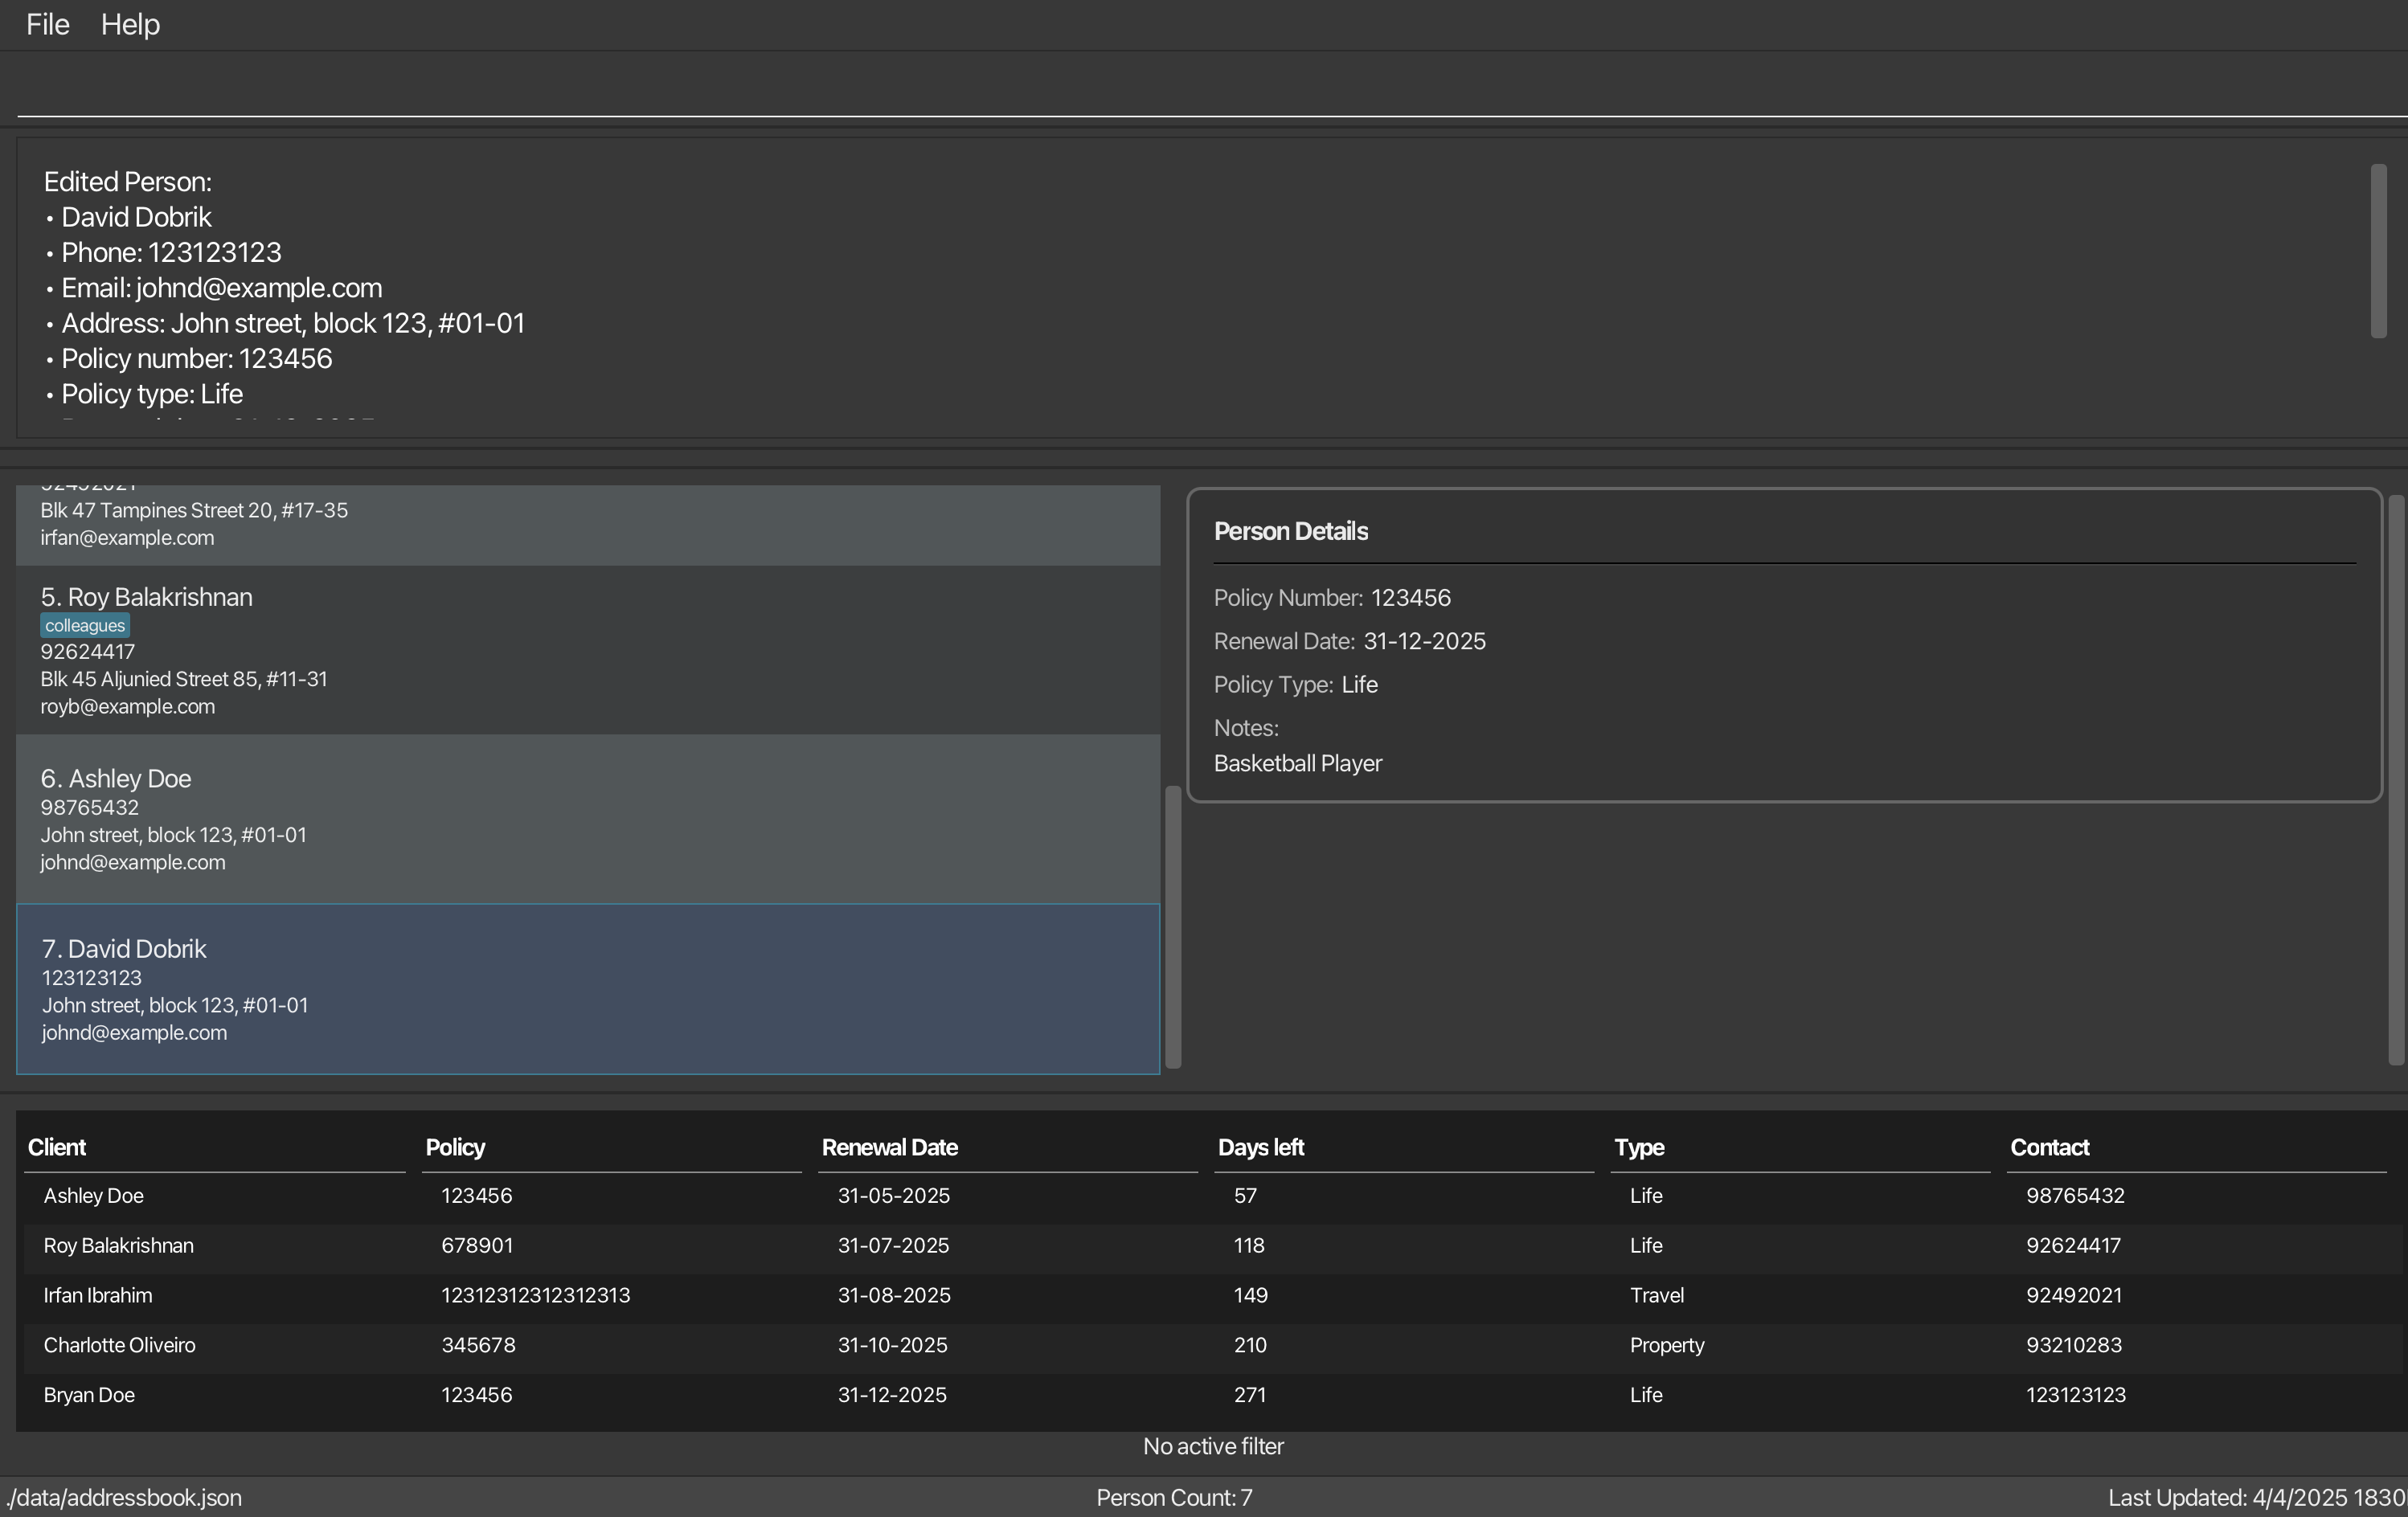 File Help
Edited Person:
• David Dobrik
• Phone: 123123123
• Email: johnd@example.com
• Address: John street, block 123, #01-01
• Policy number: 123456
• Policy type: Life
Blk 47 Tampines Street 20, #17-35
irfan@example.com
5. Roy Balakrishnan
colleagues
92624417
Blk 45 Aljunied Street 85, #11-31
royb@example.com
6. Ashley Doe
98765432
John street, block 123, #01-01
johnd@example.com
7. David Dobrik
123123123
John street, block 123, #01-01
johnd@example.com
Person Details
Policy Number: 123456
Renewal Date: 31-12-2025
Policy Type: Life
Notes:
Basketball Player
Client Policy Renewal Date Days left Type Contact
Ashley Doe 123456 31-05-2025 57 Life 98765432
Roy Balakrishnan 678901 31-07-2025 118 Life 92624417
Irfan Ibrahim 12312312312312313 31-08-2025 149 Travel 92492021
Charlotte Oliveiro 345678 31-10-2025 210 Property 93210283
Bryan Doe 123456 31-12-2025 271 Life 123123123
No active filter
./data/addressbook.json Person Count: 7 Last Updated: 4/4/2025 1830